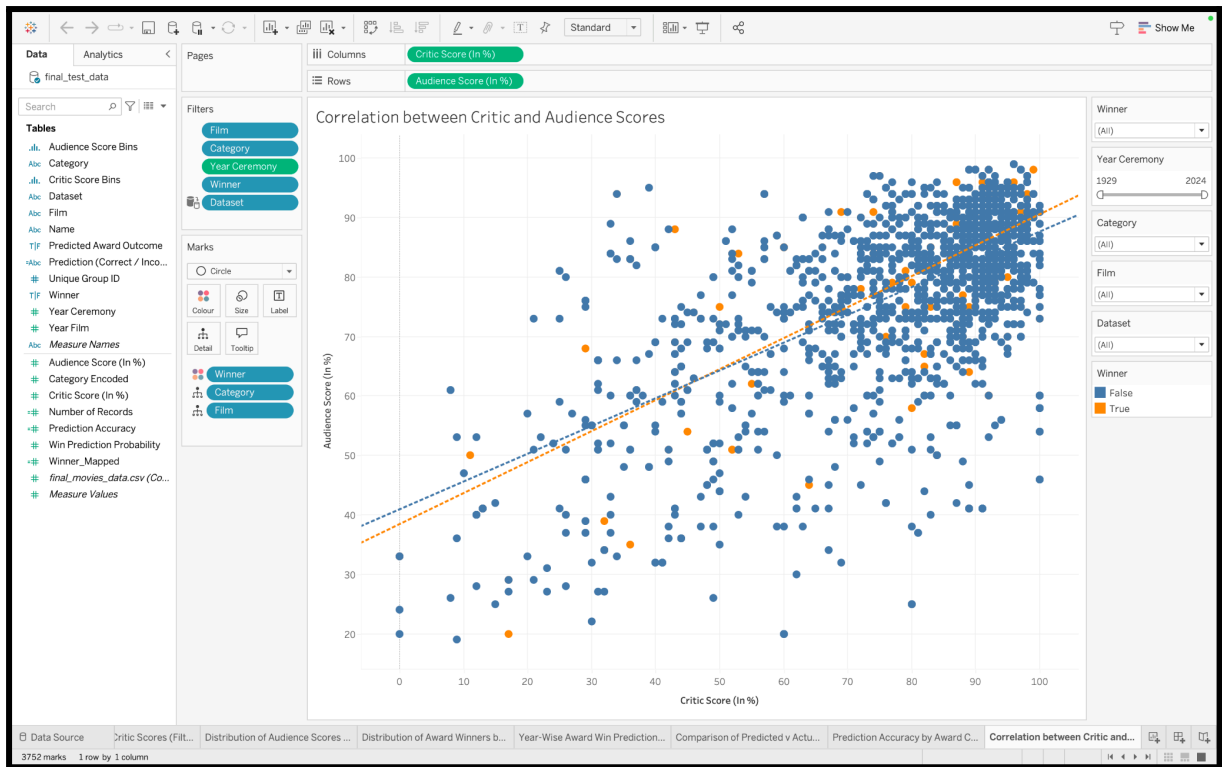 Standard
Show Me
Data
Analytics
final_test_data
Search
Tables
Audience Score Bins
Abc Category
Critic Score Bins
Abc Dataset
Abc Film
Abc Name
T|F Predicted Award Outcome
=Abc Prediction (Correct / Inco...
# Unique Group ID
T|F Winner
# Year Ceremony
# Year Film
Abc Measure Names
# Audience Score (In %)
# Category Encoded
# Critic Score (In %)
=# Number of Records
=# Prediction Accuracy
# Win Prediction Probability
=# Winner_Mapped
# final_movies_data.csv (Co...
# Measure Values
Pages
Filters
Film
Category
Year Ceremony
Winner
Dataset
Marks
Circle
Colour
Size
Label
Detail
Tooltip
Winner
Category
Film
Columns
Critic Score (In %)
Rows
Audience Score (In %)
Correlation between Critic and Audience Scores
Audience Score (In %)
100
90
80
70
60
50
40
30
20
0 10 20 30 40 50 60 70 80 90 100
Critic Score (In %)
Winner
(All)
Year Ceremony
1929 2024
Category
(All)
Film
(All)
Dataset
(All)
Winner
False
True
Data Source
Critic Scores (Filt...
Distribution of Audience Scores ...
Distribution of Award Winners b...
Year-Wise Award Win Prediction...
Comparison of Predicted v Actu...
Prediction Accuracy by Award C...
Correlation between Critic and...
3752 marks 1 row by 1 column